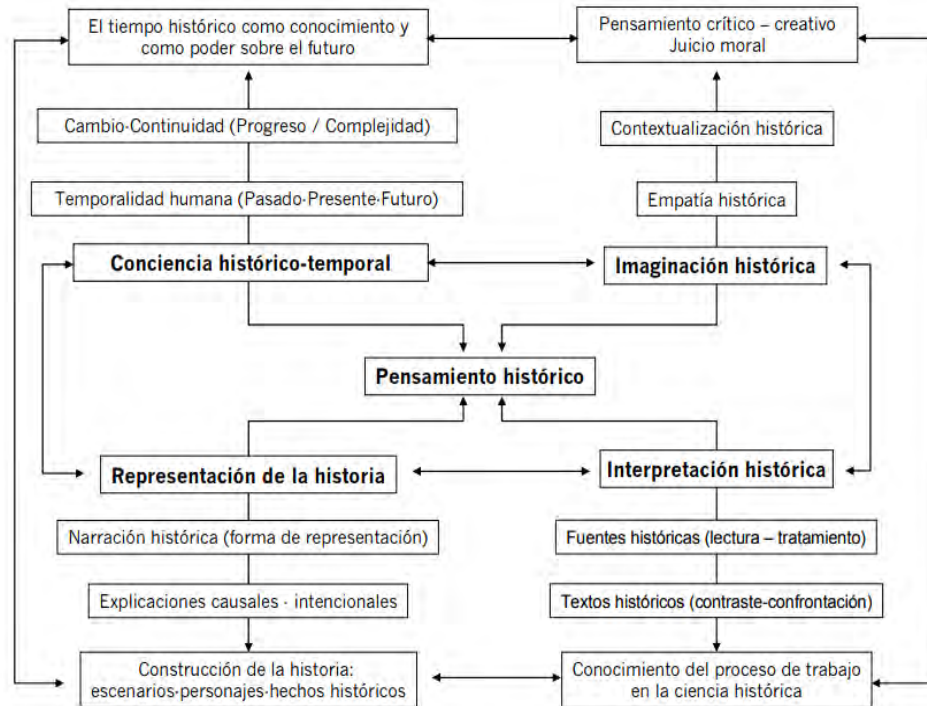 El tiempo histórico como conocimiento y
como poder sobre el futuro
Pensamiento crítico – creativo
Juicio moral
Cambio-Continuidad (Progreso / Complejidad)
Contextualización histórica
Temporalidad humana (Pasado-Presente-Futuro)
Empatía histórica
Conciencia histórico-temporal
Imaginación histórica
Pensamiento histórico
Representación de la historia
Interpretación histórica
Narración histórica (forma de representación)
Fuentes históricas (lectura – tratamiento)
Explicaciones causales - intencionales
Textos históricos (contraste-confrontación)
Construcción de la historia:
escenarios-personajes-hechos históricos
Conocimiento del proceso de trabajo
en la ciencia histórica